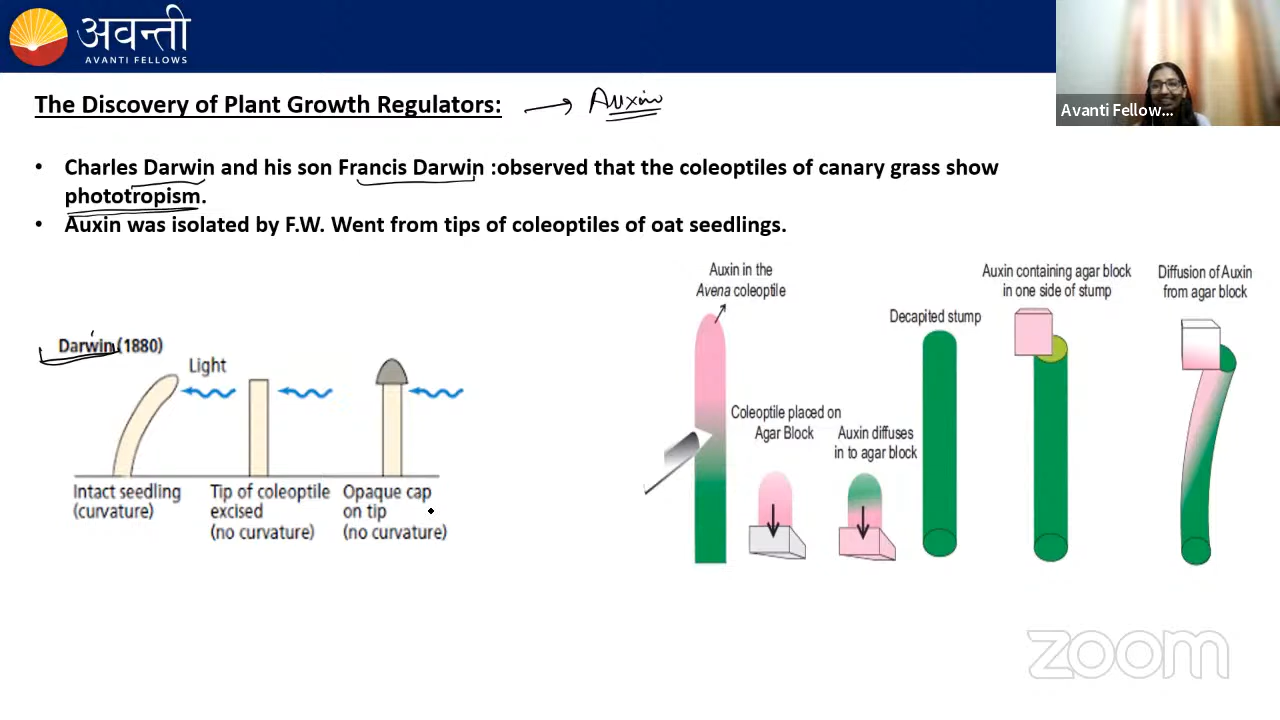 अवन्ती
AVANTI FELLOWS
Avanti Fellow...
The Discovery of Plant Growth Regulators: → Auxin
• Charles Darwin and his son Francis Darwin :observed that the coleoptiles of canary grass show
phototropism.
• Auxin was isolated by F.W. Went from tips of coleoptiles of oat seedlings.
Darwin (1880)
Light
Intact seedling
(curvature)
Tip of coleoptile
excised
(no curvature)
Opaque cap
on tip
(no curvature)
Auxin in the
Avena coleoptile
Coleoptile placed on
Agar Block
Auxin diffuses
in to agar block
Decapited stump
Auxin containing agar block
in one side of stump
Diffusion of Auxin
from agar block
zoom